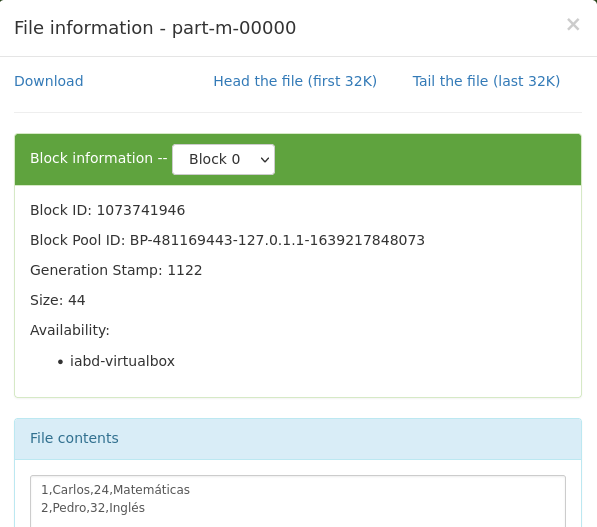 File information - part-m-00000
×
Download Head the file (first 32K) Tail the file (last 32K)
Block information -- Block 0
Block ID: 1073741946
Block Pool ID: BP-481169443-127.0.1.1-1639217848073
Generation Stamp: 1122
Size: 44
Availability:
• iabd-virtualbox
File contents
1,Carlos,24,Matemáticas
2,Pedro,32,Inglés